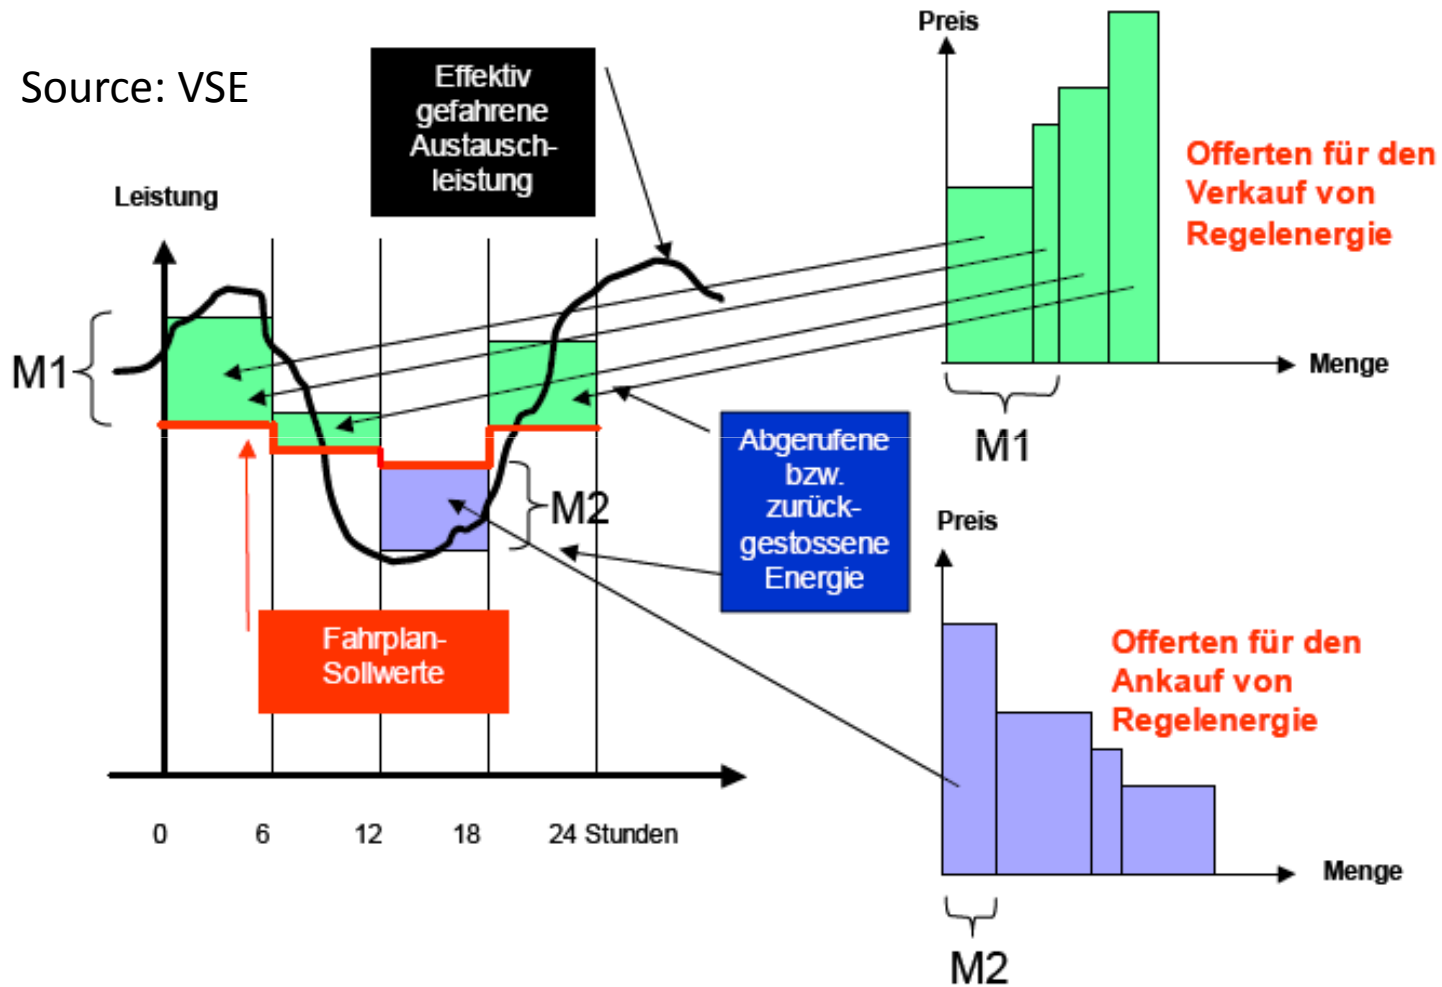 Source: VSE
Effektiv
gefahrene
Austausch-
leistung
Leistung
M1
M2
Fahrplan-
Sollwerte
0 6 12 18 24 Stunden
Abgerufene
bzw.
zurück-
gestossene
Energie
Preis
Offerten für den
Verkauf von
Regelenergie
Menge
M1
Preis
Offerten für den
Ankauf von
Regelenergie
Menge
M2